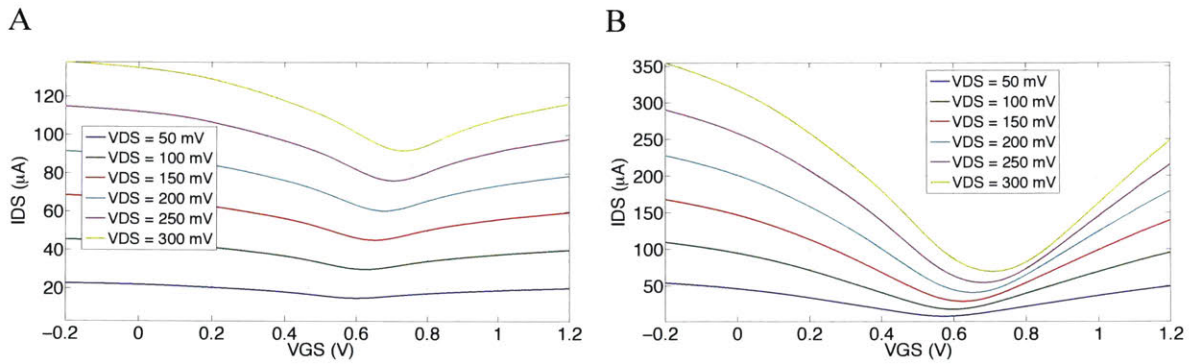 A
120
100
80
60
40
20
IDS (μA)
VDS = 50 mV
VDS = 100 mV
VDS = 150 mV
VDS = 200 mV
VDS = 250 mV
VDS = 300 mV
−0.2 0 0.2 0.4 0.6 0.8 1.0 1.2
VGS (V)
B
350
300
250
200
150
100
50
IDS (μA)
VDS = 50 mV
VDS = 100 mV
VDS = 150 mV
VDS = 200 mV
VDS = 250 mV
VDS = 300 mV
−0.2 0 0.2 0.4 0.6 0.8 1 1.2
VGS (V)